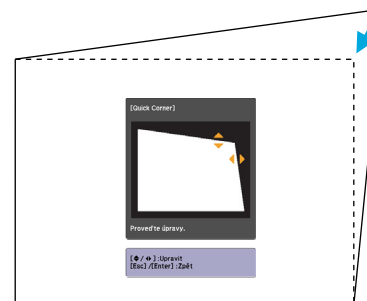 [Quick Corner]
Proveďte úpravy.
[◆/◀▶] :Upravit
[Esc] /[Enter] :Zpět